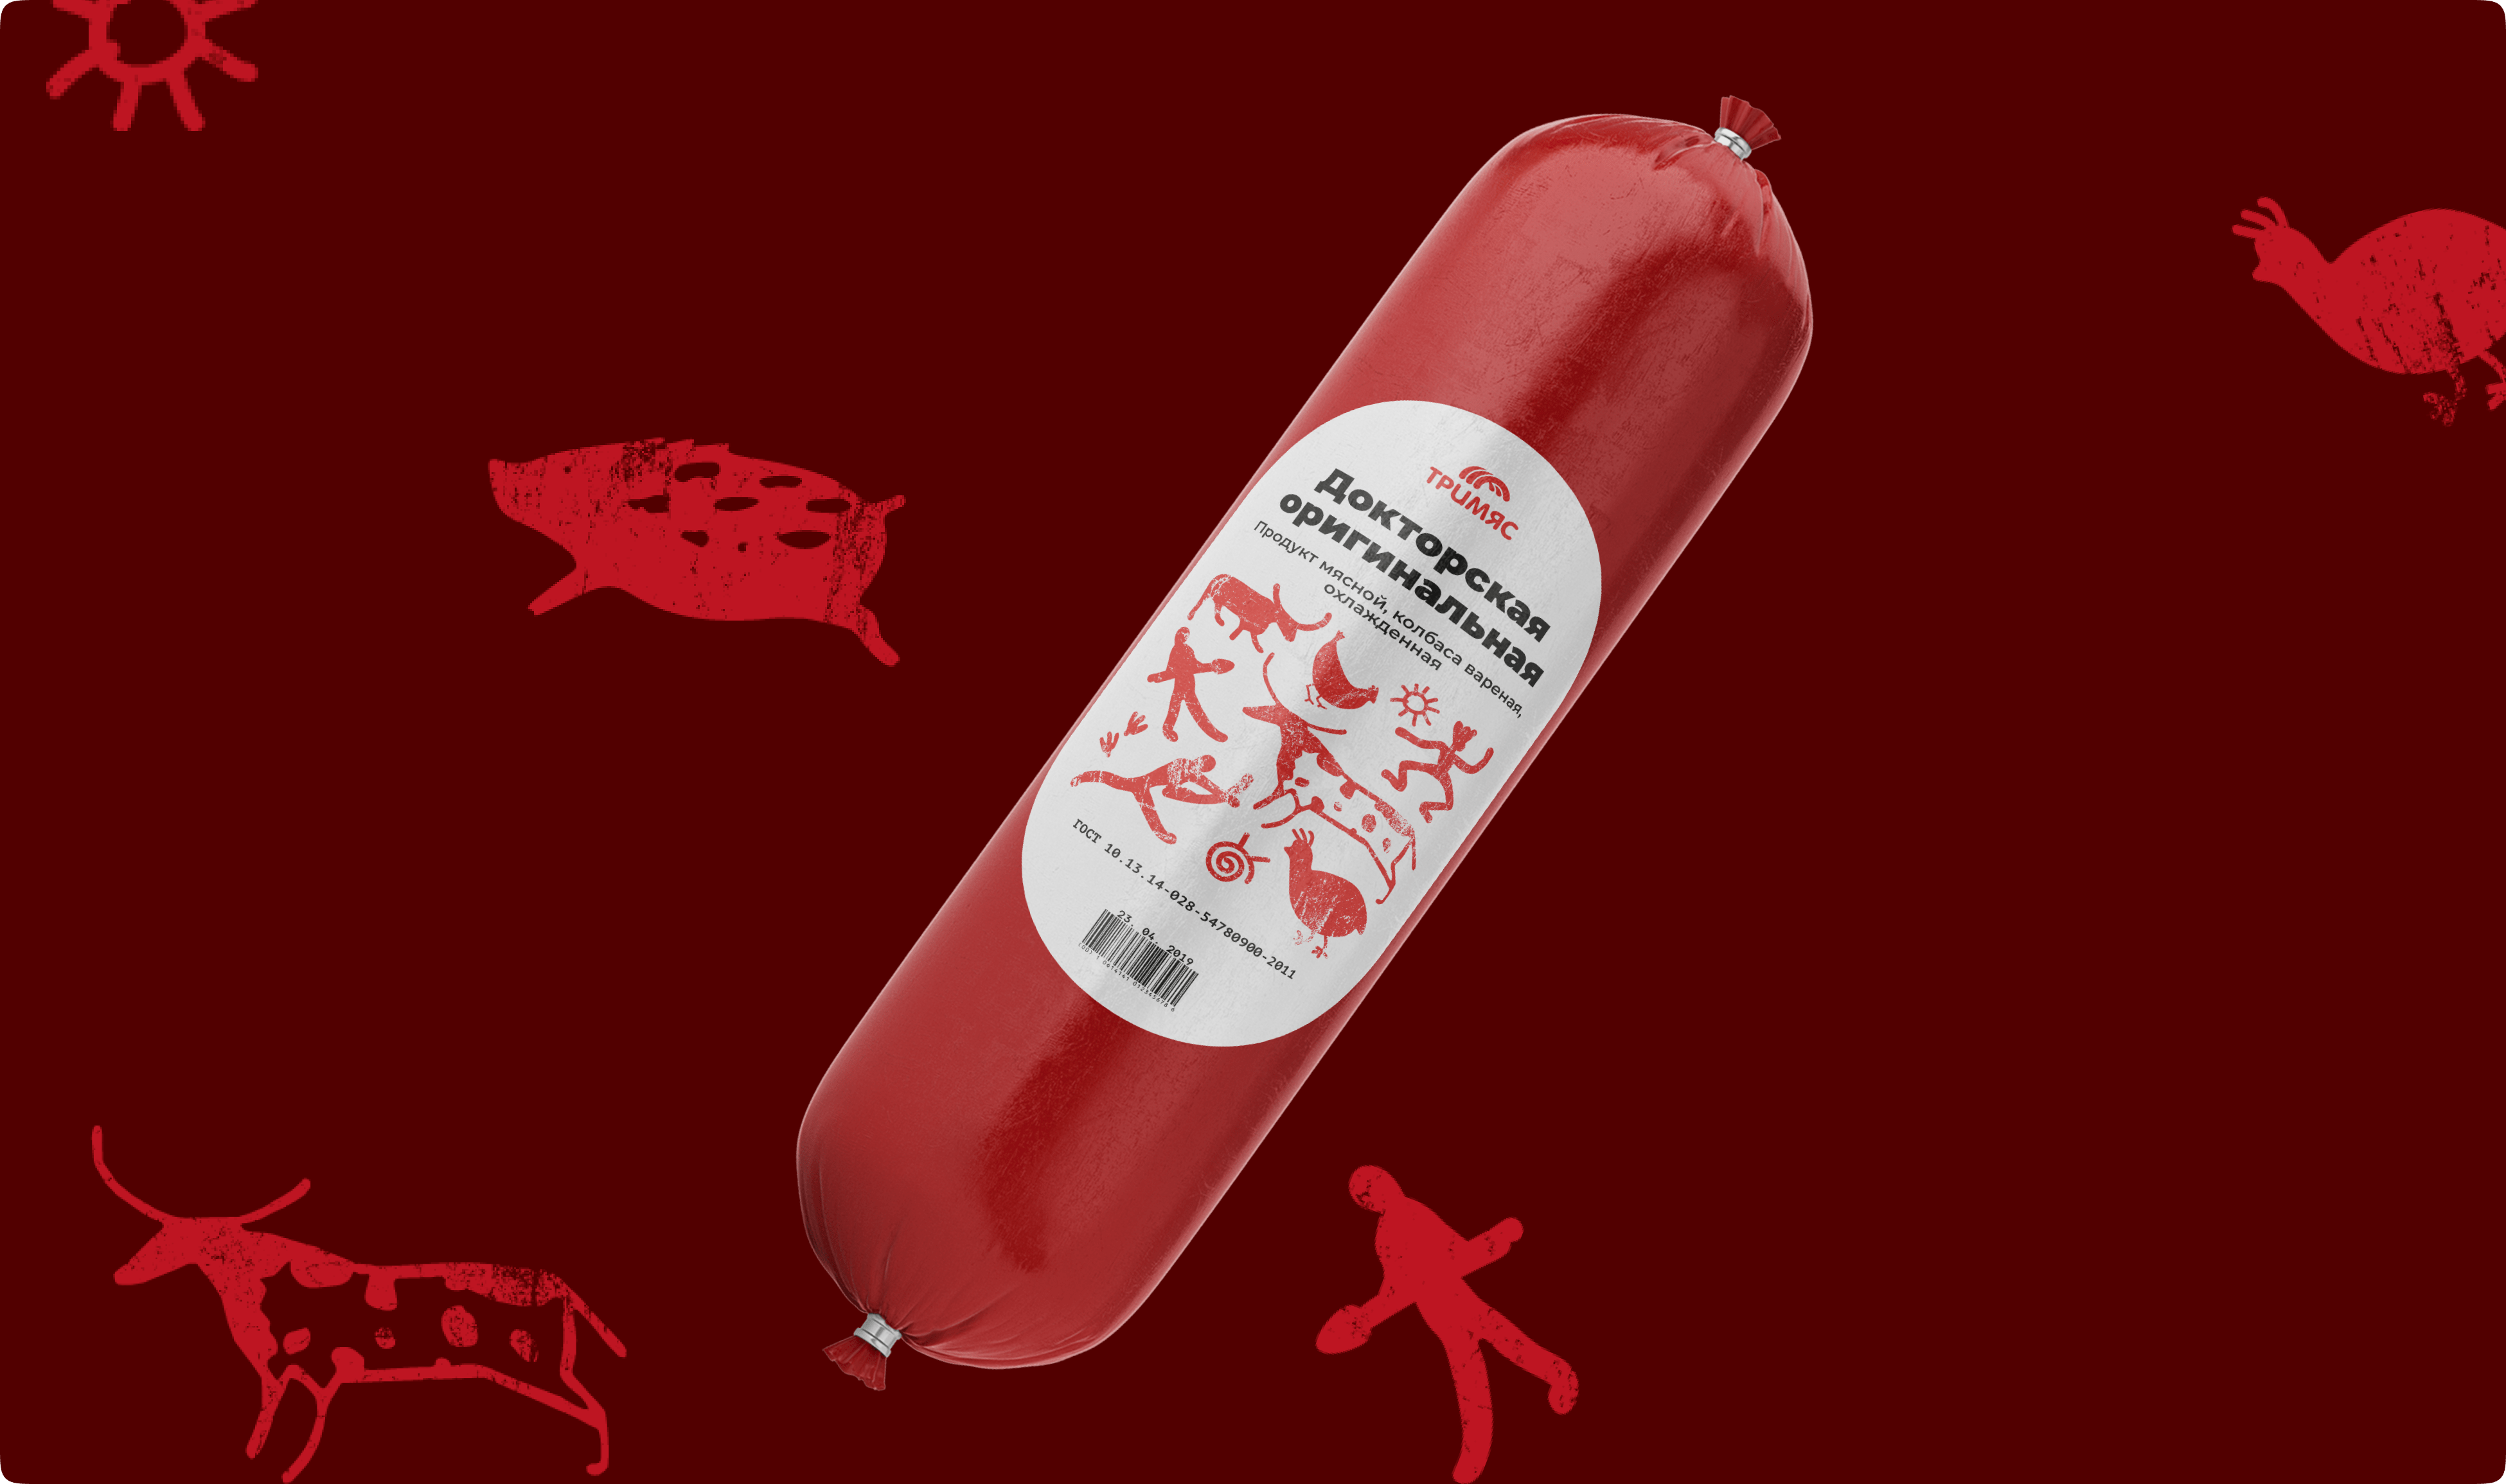 ТРИМЯС
Докторская
оригинальная
Продукт мясной, колбаса вареная,
охлажденная
ГОСТ 10.13.14-028-54780900-2011
23. 04. 2019